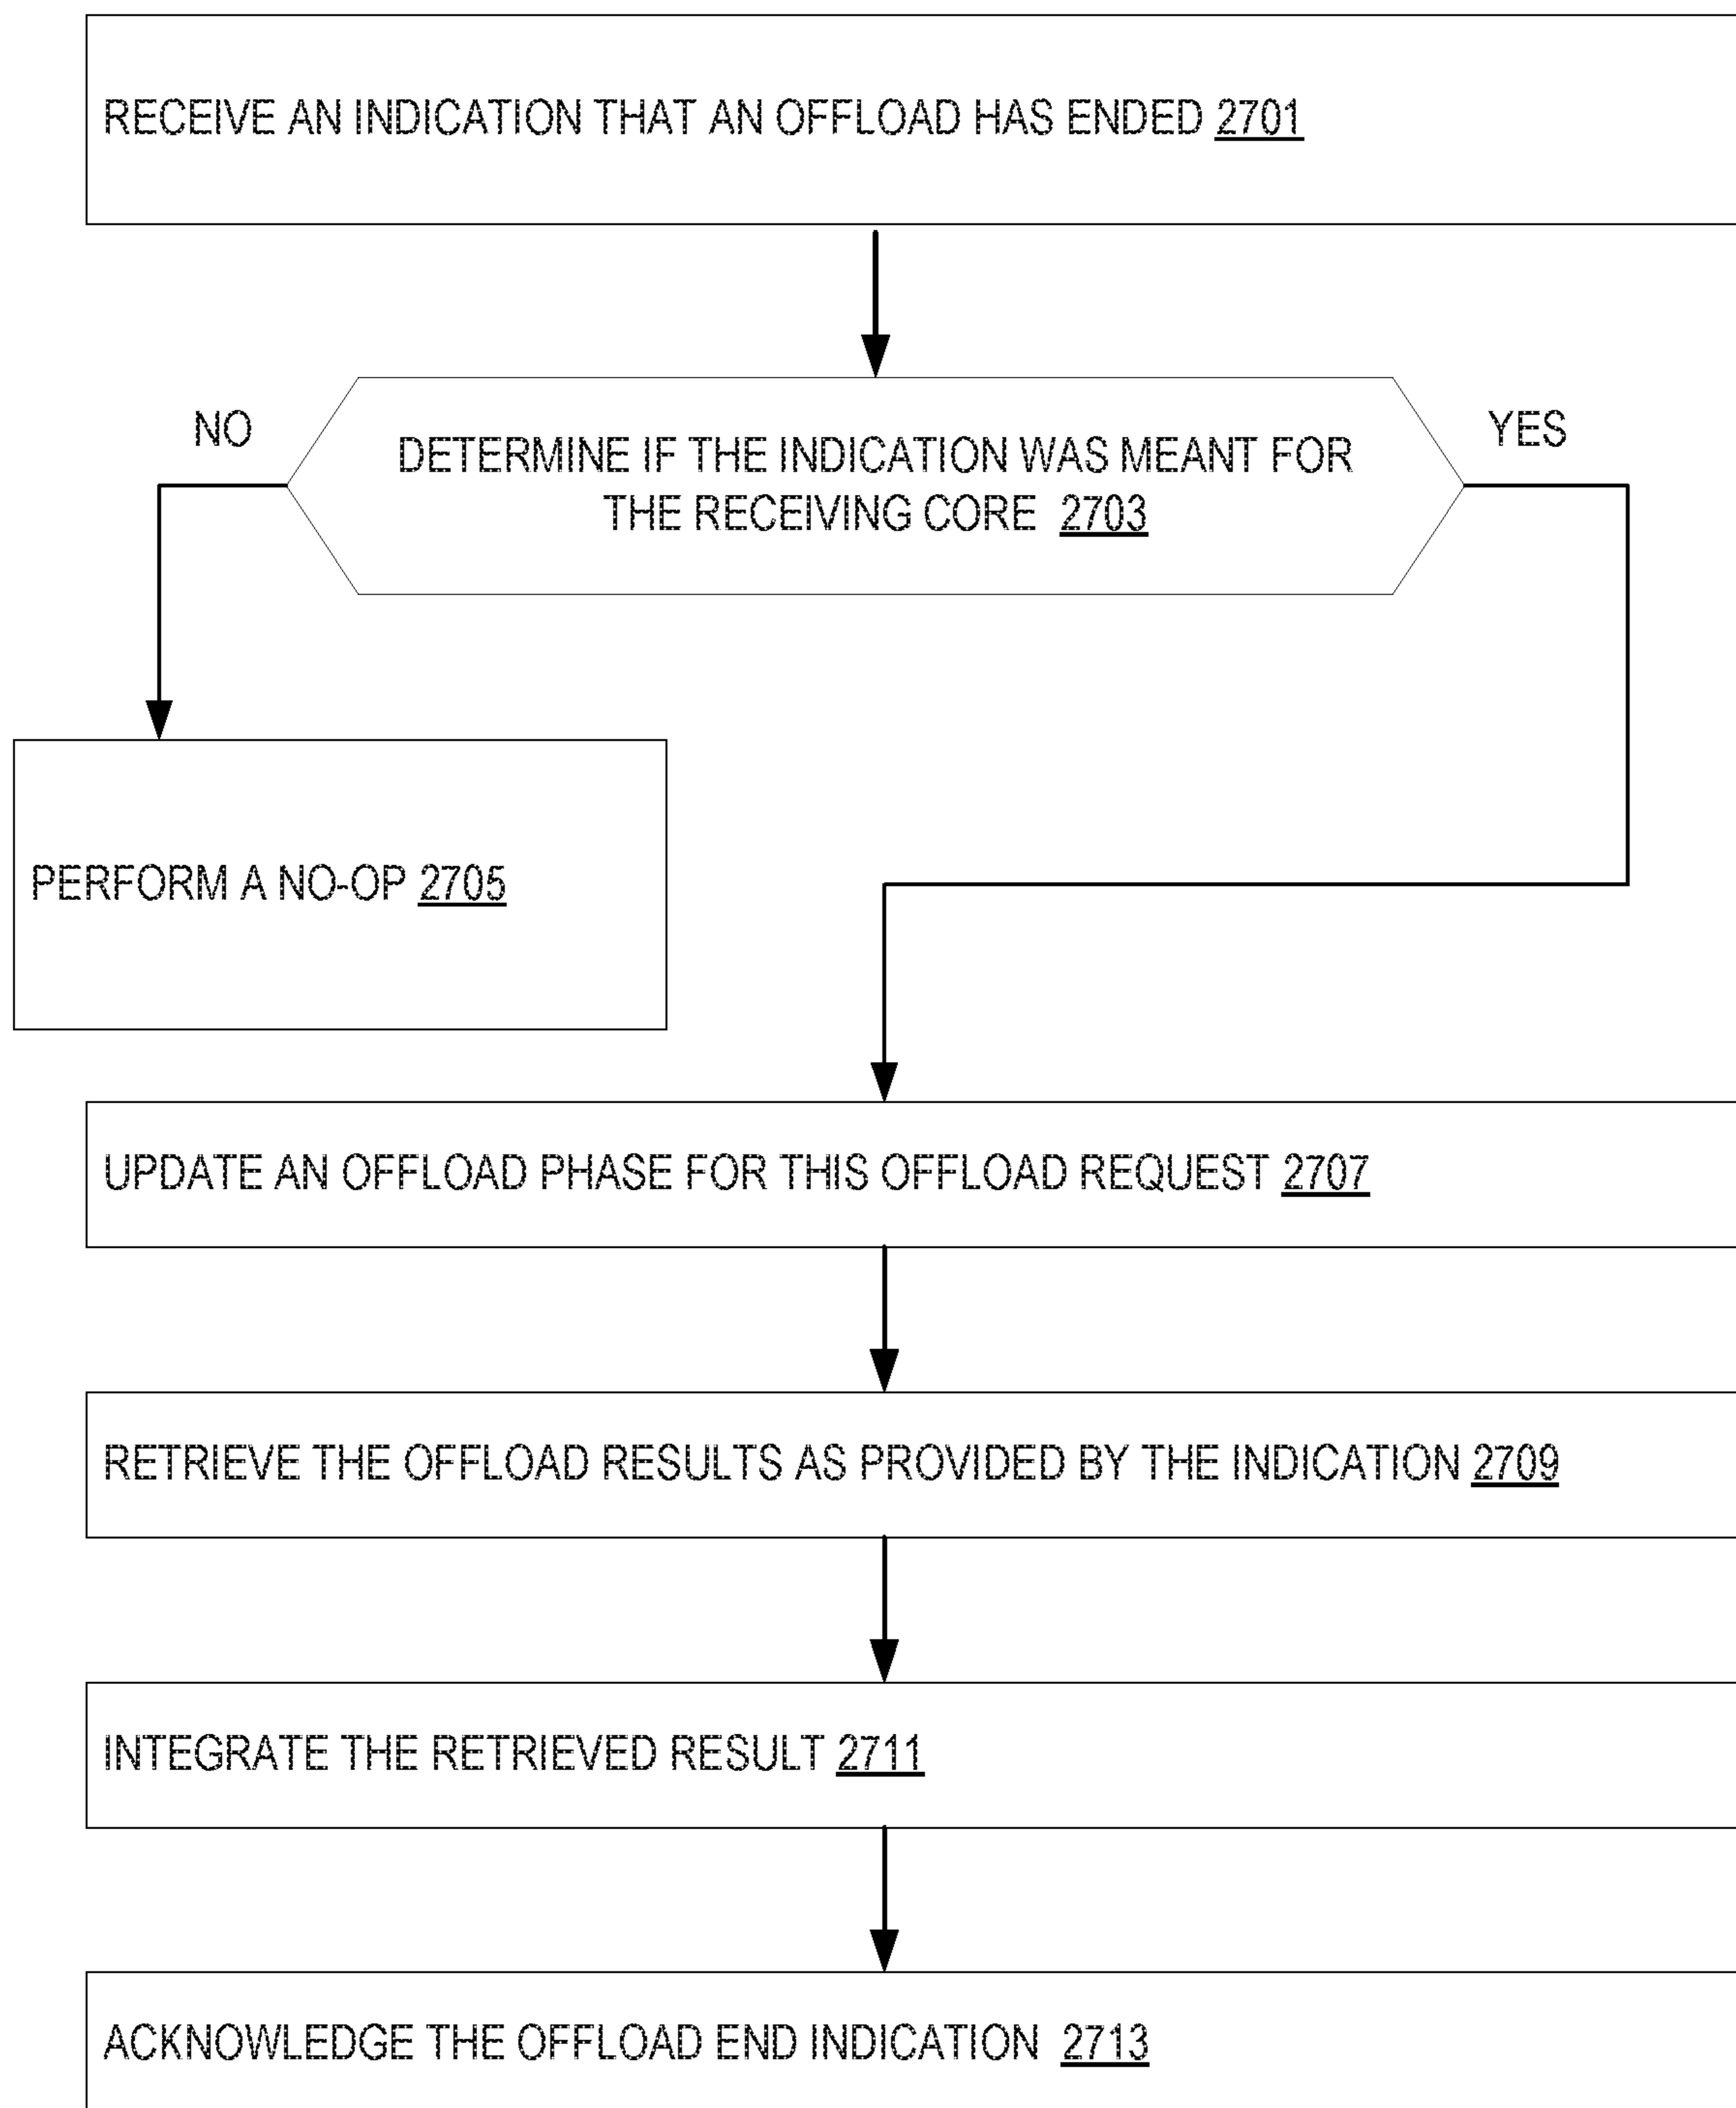 RECEIVE AN INDICATION THAT AN OFFLOAD HAS ENDED 2701
NO
YES
DETERMINE IF THE INDICATION WAS MEANT FOR
THE RECEIVING CORE 2703
PERFORM A NO-OP 2705
UPDATE AN OFFLOAD PHASE FOR THIS OFFLOAD REQUEST 2707
RETRIEVE THE OFFLOAD RESULTS AS PROVIDED BY THE INDICATION 2709
INTEGRATE THE RETRIEVED RESULT 2711
ACKNOWLEDGE THE OFFLOAD END INDICATION 2713